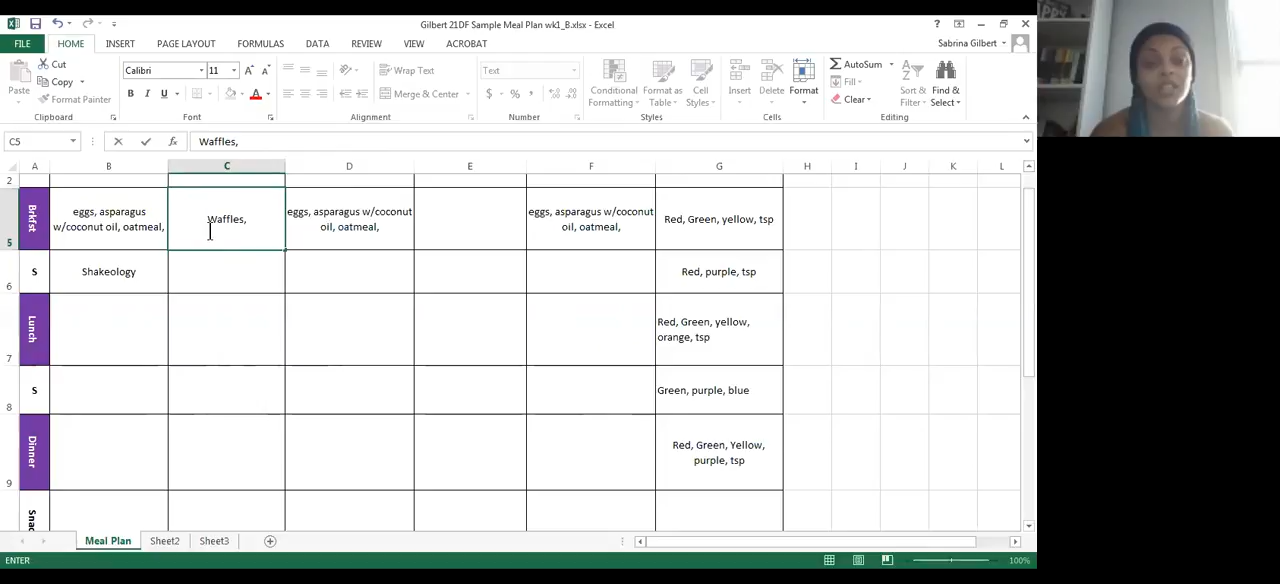 Gilbert 21DF Sample Meal Plan wk1_B.xlsx - Excel
FILE HOME INSERT PAGE LAYOUT FORMULAS DATA REVIEW VIEW ACROBAT
Sabrina Gilbert
Paste
Cut
Copy
Format Painter
Clipboard
Calibri 11
B I U
Font
Wrap Text
Merge & Center
Alignment
Text
$ % ,
Number
Conditional Formatting
Format as Table
Cell Styles
Styles
Insert Delete Format
Cells
AutoSum
Fill
Clear
Sort & Filter
Find & Select
Editing
C5 fx Waffles,
A B C D E F G H I J K L
2
5 Brkfst
eggs, asparagus w/coconut oil, oatmeal,
Waffles,
eggs, asparagus w/coconut oil, oatmeal,
eggs, asparagus w/coconut oil, oatmeal,
Red, Green, yellow, tsp
6 S Shakeology Red, purple, tsp
7 Lunch
Red, Green, yellow,
orange, tsp
8 S Green, purple, blue
9 Dinner
Red, Green, Yellow,
purple, tsp
Meal Plan Sheet2 Sheet3
ENTER 100%